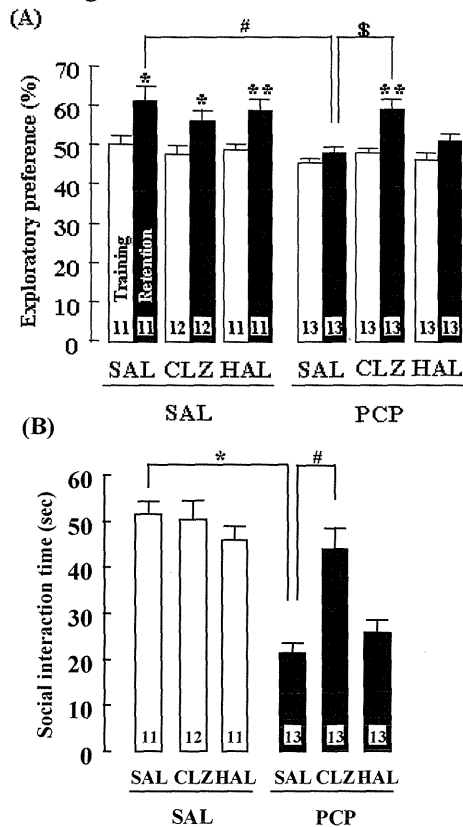 (A)
# $
Exploratory preference (%)
70
60
50
40
30
20
10
0
* * ** **
Training
Retention
11 11 12 12 11 11 13 13 13 13 13 13
SAL CLZ HAL SAL CLZ HAL
SAL PCP
(B)
* #
Social interaction time (sec)
60
50
40
30
20
10
0
11 12 11 13 13 13
SAL CLZ HAL SAL CLZ HAL
SAL PCP